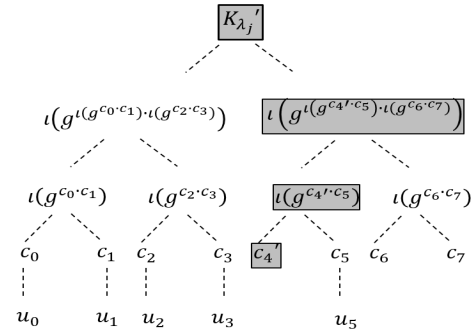 K_{λ_j}′
ι(g^{ι(g^{c_0·c_1})·ι(g^{c_2·c_3})}) ι(g^{ι(g^{c_4′·c_5})·ι(g^{c_6·c_7})})
ι(g^{c_0·c_1}) ι(g^{c_2·c_3}) ι(g^{c_4′·c_5}) ι(g^{c_6·c_7})
c_0 c_1 c_2 c_3 c_4′ c_5 c_6 c_7
u_0 u_1 u_2 u_3 u_5